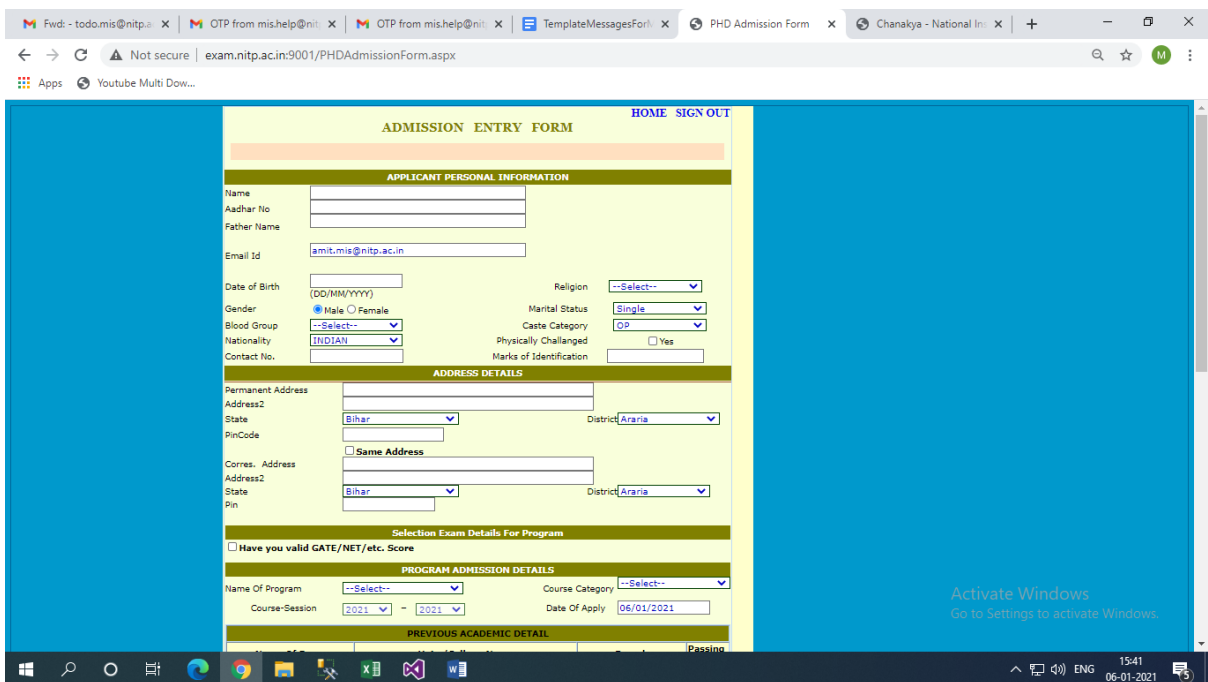 Fwd: - todo.mis@nitp.a
OTP from mis.help@nit
OTP from mis.help@nit
TemplateMessagesForM
PHD Admission Form
Chanakya - National Ins
Not secure | exam.nitp.ac.in:9001/PHDAdmissionForm.aspx
M
Apps Youtube Multi Dow...
HOME SIGN OUT
ADMISSION ENTRY FORM
APPLICANT PERSONAL INFORMATION
Name
Aadhar No
Father Name
Email Id amit.mis@nitp.ac.in
Date of Birth (DD/MM/YYYY) Religion --Select--
Gender Male Female Marital Status Single
Blood Group --Select-- Caste Category OP
Nationality INDIAN Physically Challanged Yes
Contact No. Marks of Identification
ADDRESS DETAILS
Permanent Address
Address2
State Bihar District Araria
PinCode
Same Address
Corres. Address
Address2
State Bihar District Araria
Pin
Selection Exam Details For Program
Have you valid GATE/NET/etc. Score
PROGRAM ADMISSION DETAILS
Name Of Program --Select-- Course Category --Select--
Course-Session 2021 - 2021 Date Of Apply 06/01/2021
Activate Windows
Go to Settings to activate Windows.
PREVIOUS ACADEMIC DETAIL
Passing
ENG
15:41
06-01-2021
5